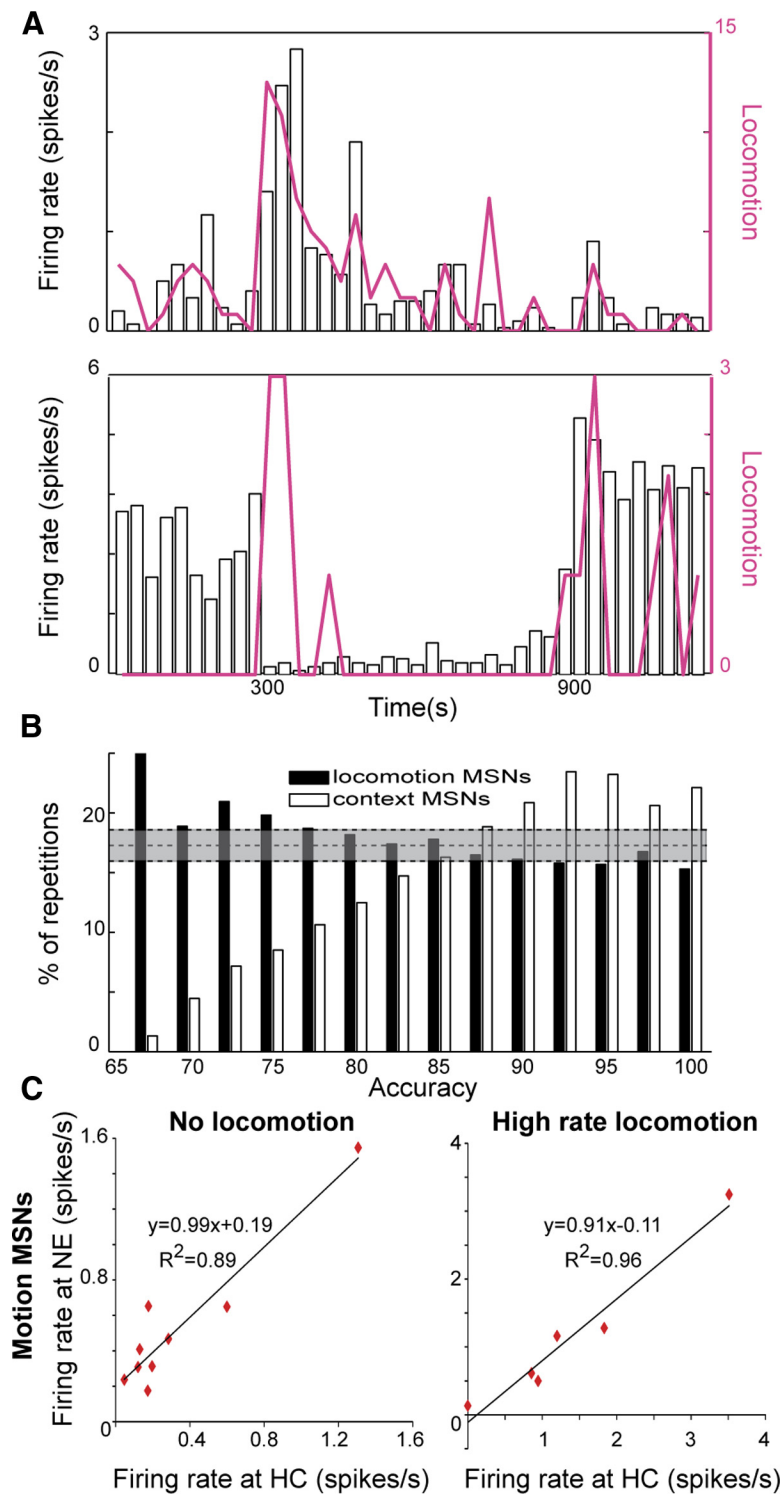 A
3
15
Firing rate (spikes/s)
Locomotion
0
0
6
3
Firing rate (spikes/s)
Locomotion
0
0
300
900
Time(s)
B
locomotion MSNs
context MSNs
% of repetitions
20
10
0
65
70
75
80
85
90
95
100
Accuracy
C
No locomotion
High rate locomotion
Motion MSNs
Firing rate at NE (spikes/s)
1.6
0.8
0
y=0.99x+0.19
R2=0.89
0.4
0.8
1.2
1.6
Firing rate at HC (spikes/s)
4
2
0
y=0.91x-0.11
R2=0.96
1
2
3
4
Firing rate at HC (spikes/s)